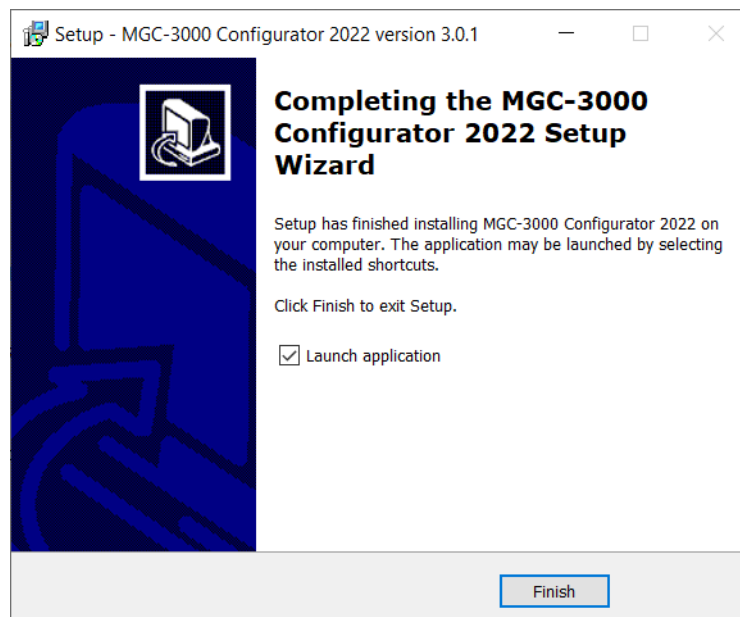 Setup - MGC-3000 Configurator 2022 version 3.0.1
Completing the MGC-3000
Configurator 2022 Setup
Wizard
Setup has finished installing MGC-3000 Configurator 2022 on
your computer. The application may be launched by selecting
the installed shortcuts.
Click Finish to exit Setup.
Launch application
Finish